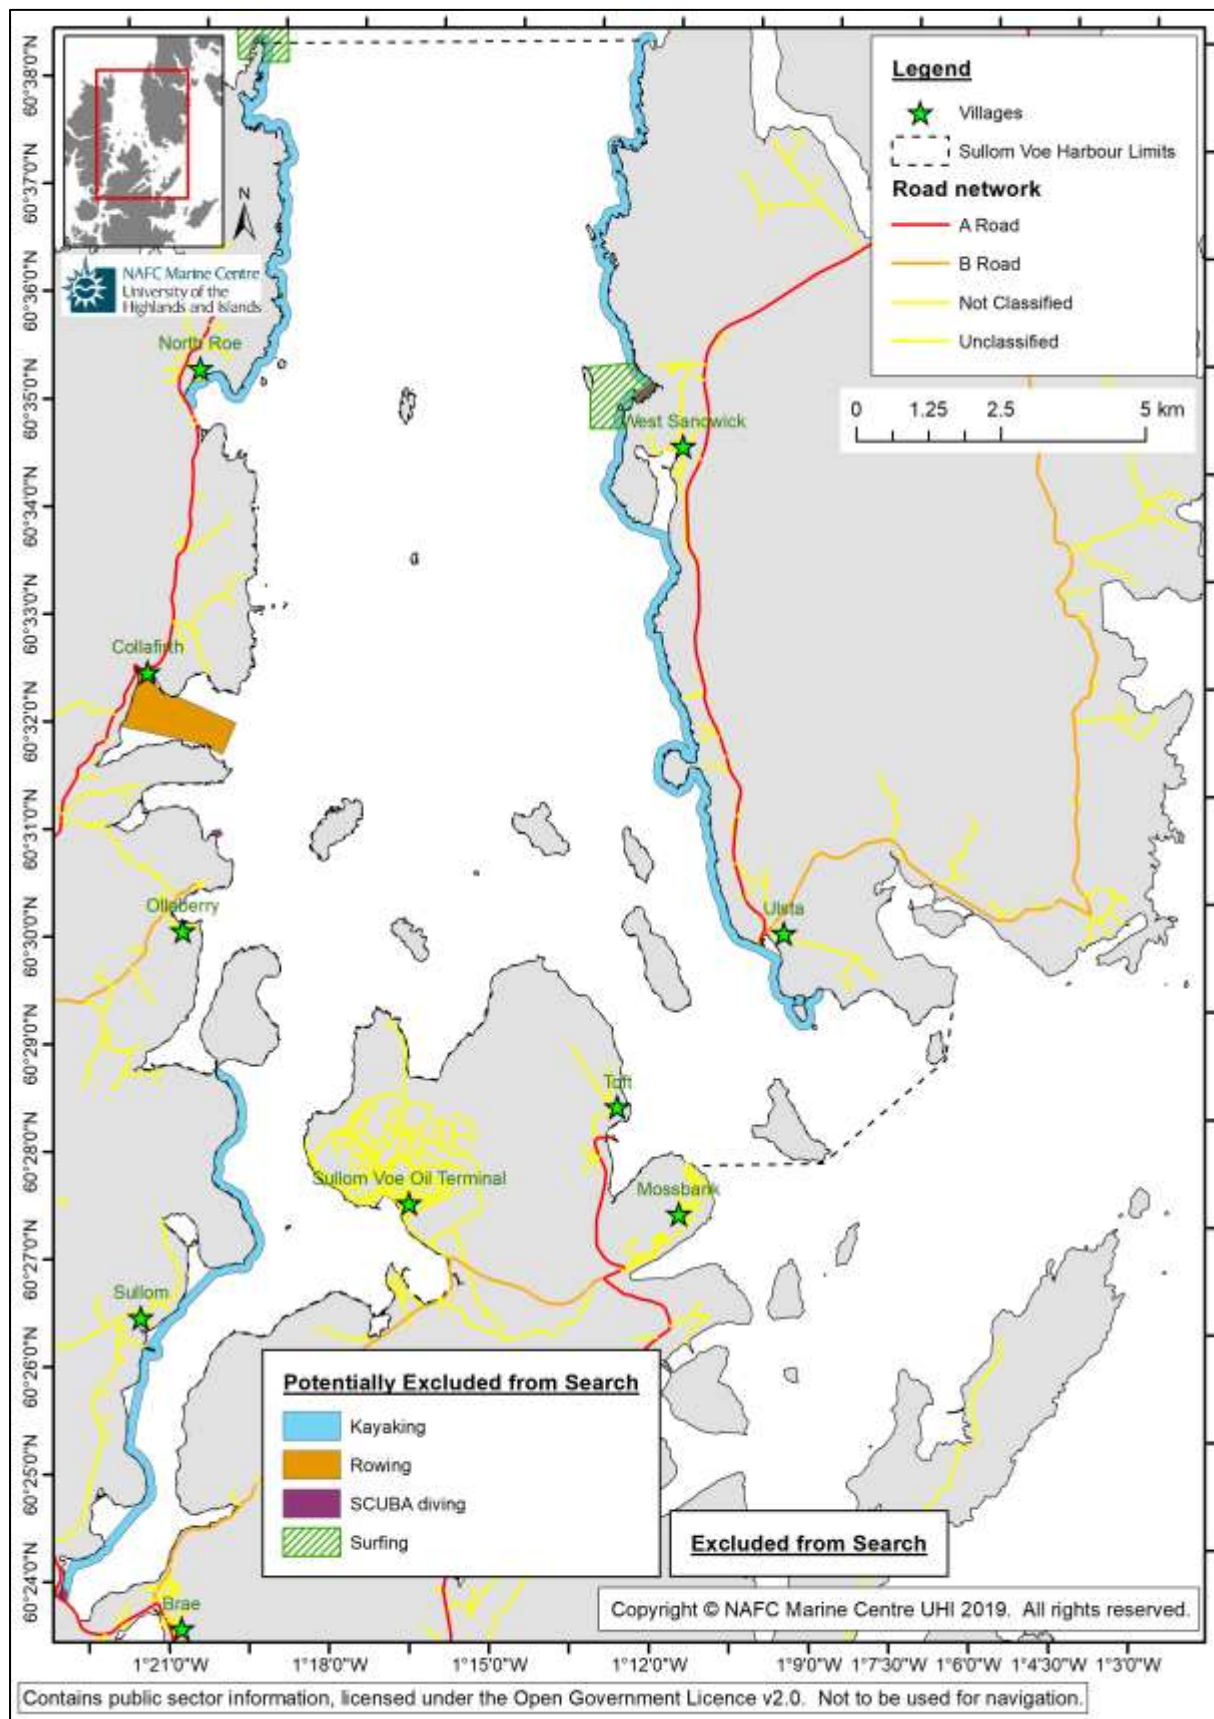 60°38'0"N
60°37'0"N
60°36'0"N
60°35'0"N
60°34'0"N
60°33'0"N
60°32'0"N
60°31'0"N
60°30'0"N
60°29'0"N
60°28'0"N
60°27'0"N
60°26'0"N
60°25'0"N
60°24'0"N
N
NAFC Marine Centre
University of the
Highlands and Islands
Legend
Villages
Sullom Voe Harbour Limits
Road network
A Road
B Road
Not Classified
Unclassified
0 1.25 2.5 5 km
North Roe
West Sandwick
Collafirth
Ollaberry
Ulsta
Toft
Sullom Voe Oil Terminal
Mossbank
Sullom
Brae
Potentially Excluded from Search
Kayaking
Rowing
SCUBA diving
Surfing
Excluded from Search
Copyright © NAFC Marine Centre UHI 2019. All rights reserved.
1°21'0"W 1°18'0"W 1°15'0"W 1°12'0"W 1°9'0"W 1°7'30"W 1°6'0"W 1°4'30"W 1°3'0"W
Contains public sector information, licensed under the Open Government Licence v2.0. Not to be used for navigation.